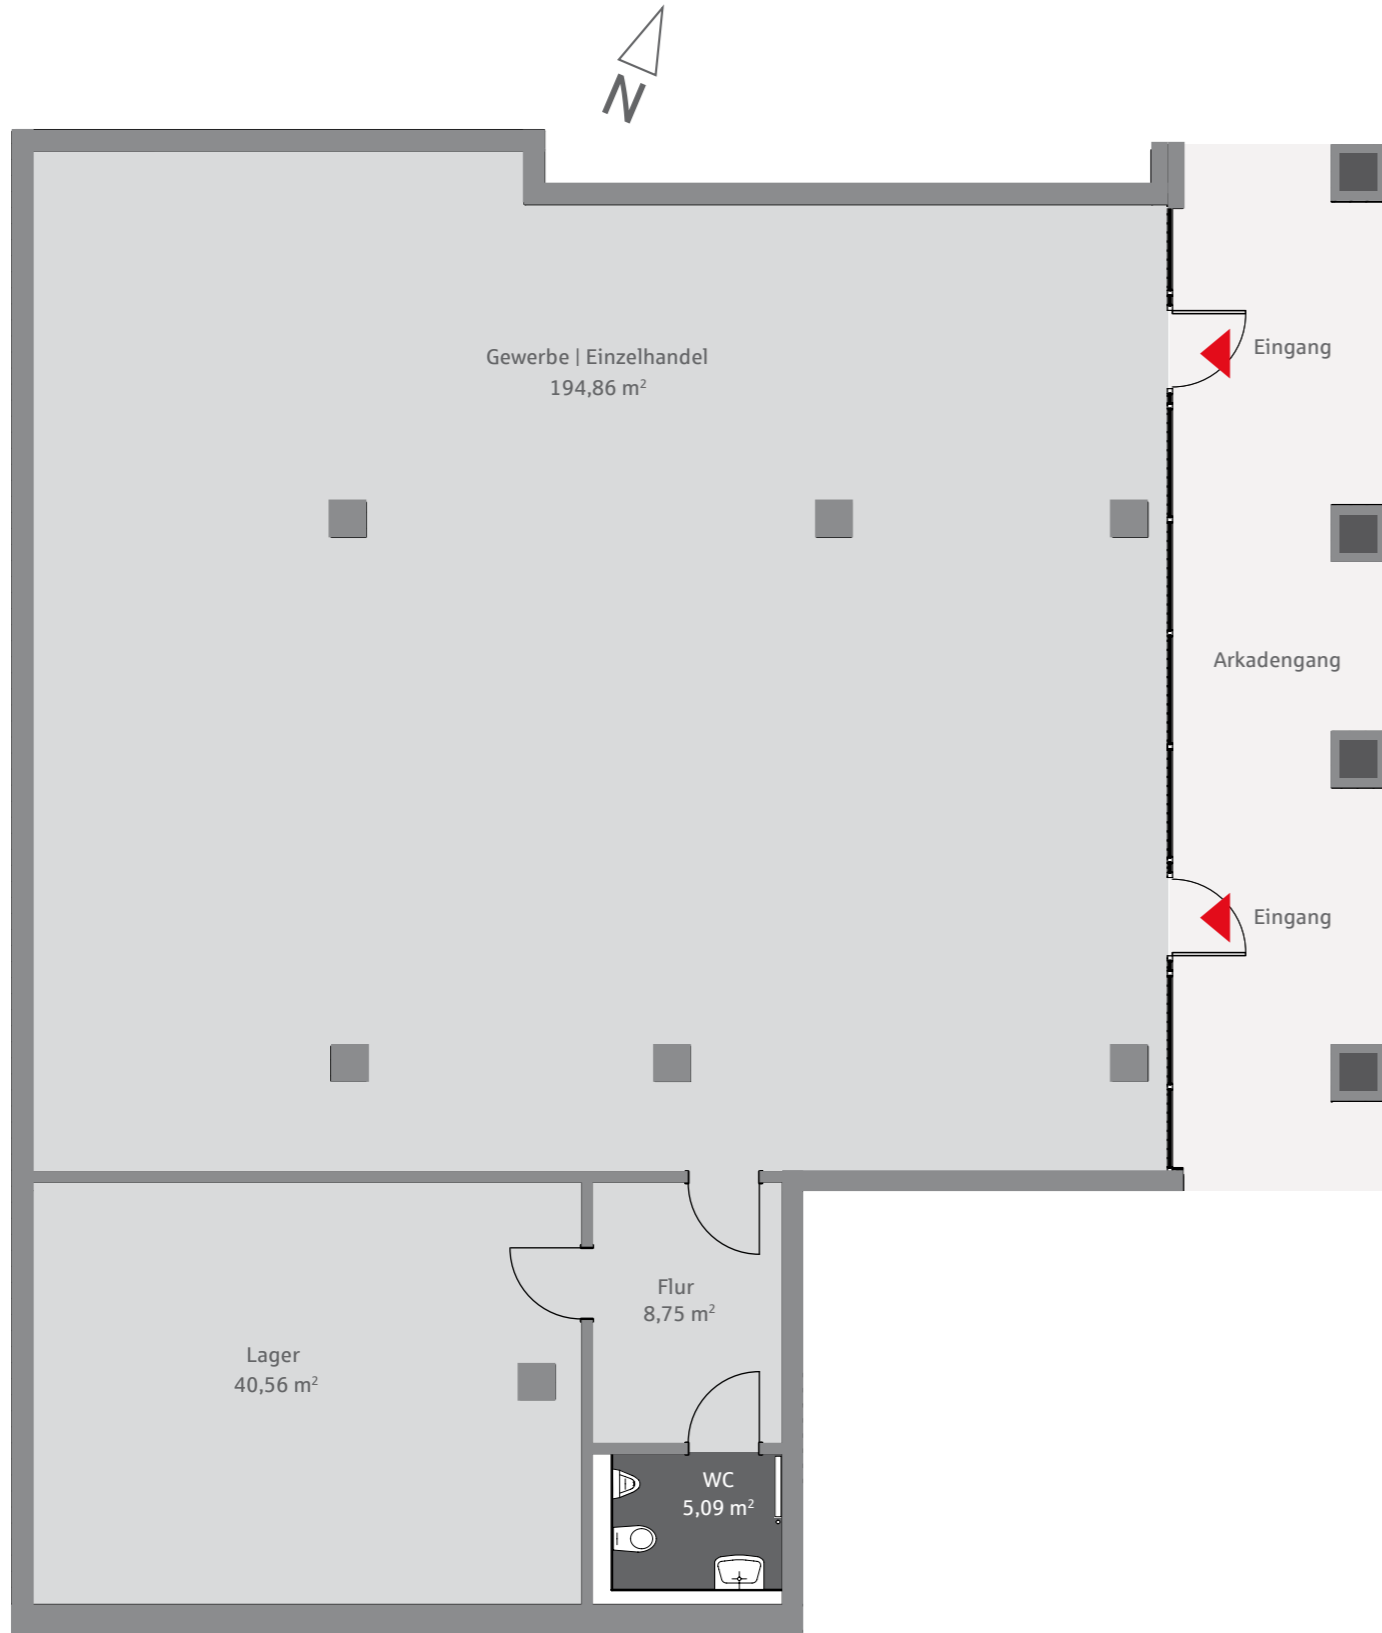 N
Gewerbe | Einzelhandel
194,86 m²
Eingang
Arkadengang
Eingang
Flur
8,75 m²
Lager
40,56 m²
WC
5,09 m²